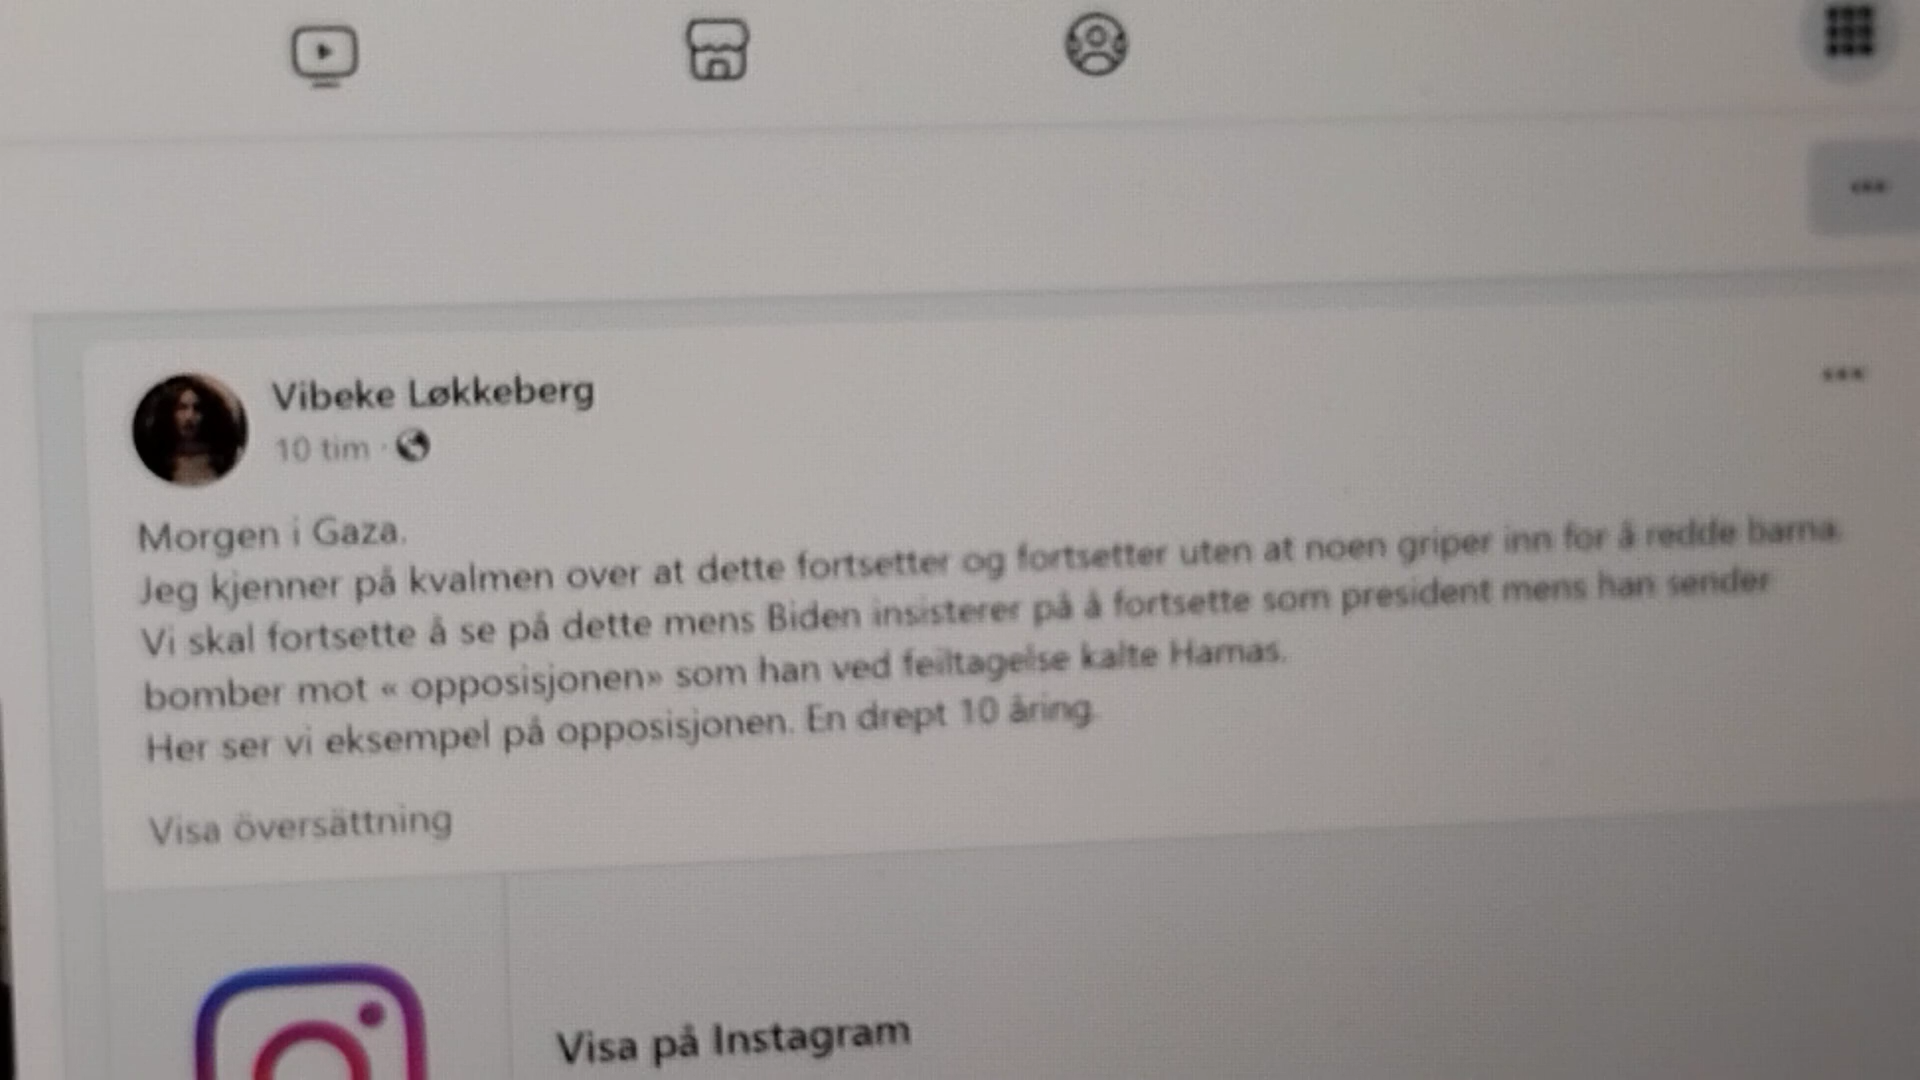 Vibeke Løkkeberg
10 tim ·
Morgen i Gaza.
Jeg kjenner på kvalmen over at dette fortsetter og fortsetter uten at noen griper inn for å redde barna.
Vi skal fortsette å se på dette mens Biden insisterer på å fortsette som president mens han sender
bomber mot « opposisjonen» som han ved feiltagelse kalte Hamas.
Her ser vi eksempel på opposisjonen. En drept 10 åring.
Visa översättning
Visa på Instagram